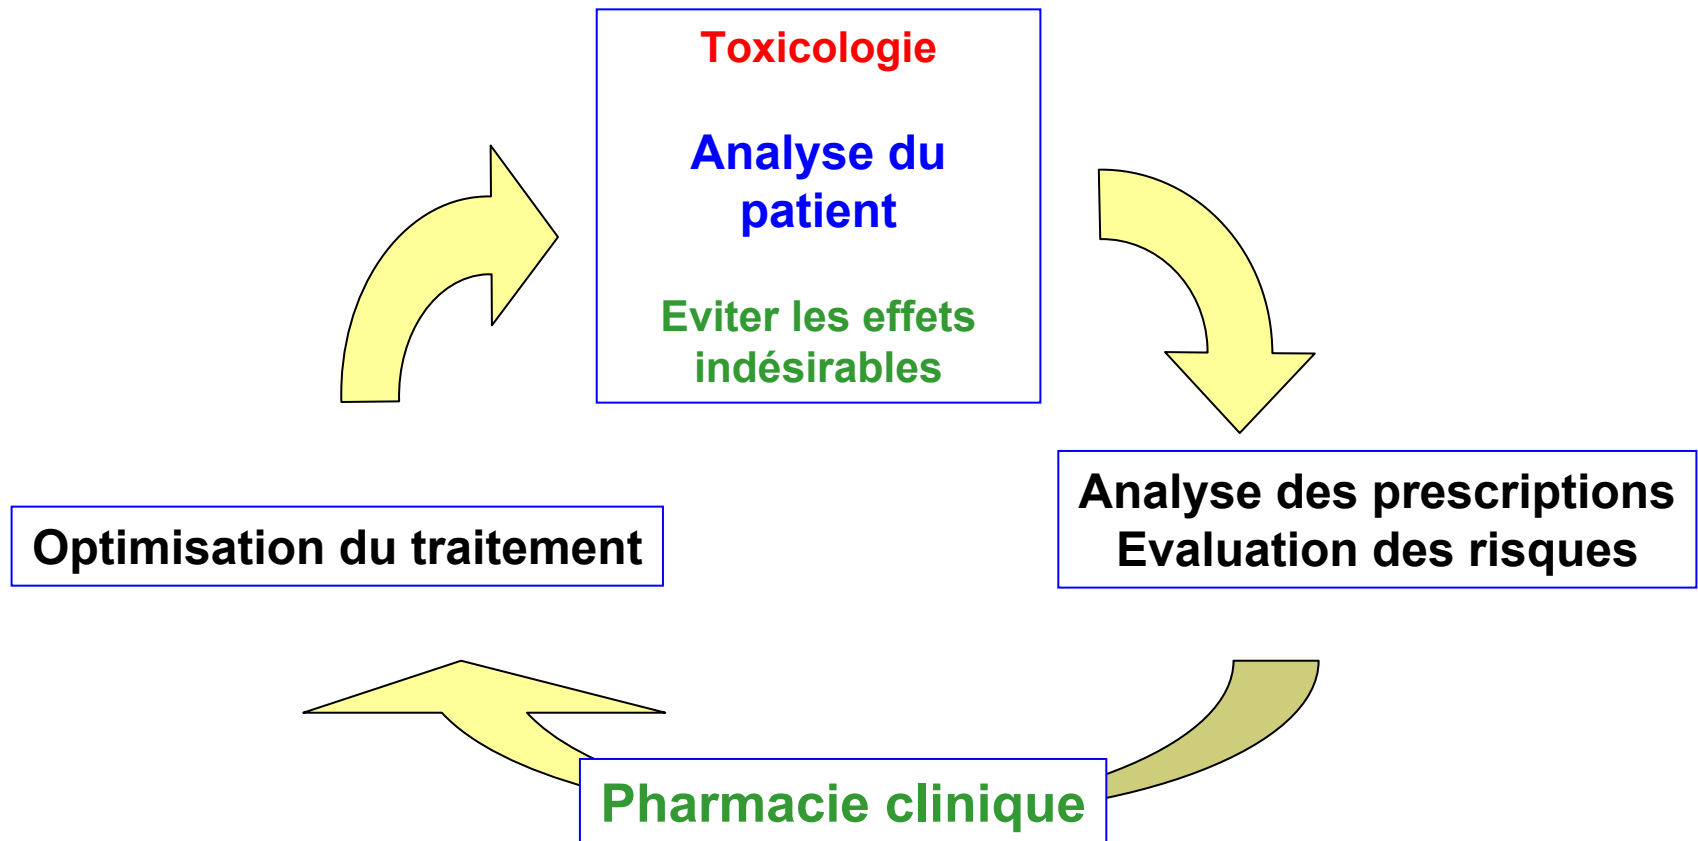 Toxicologie
Analyse du
patient
Eviter les effets
indésirables
Analyse des prescriptions
Evaluation des risques
Optimisation du traitement
Pharmacie clinique